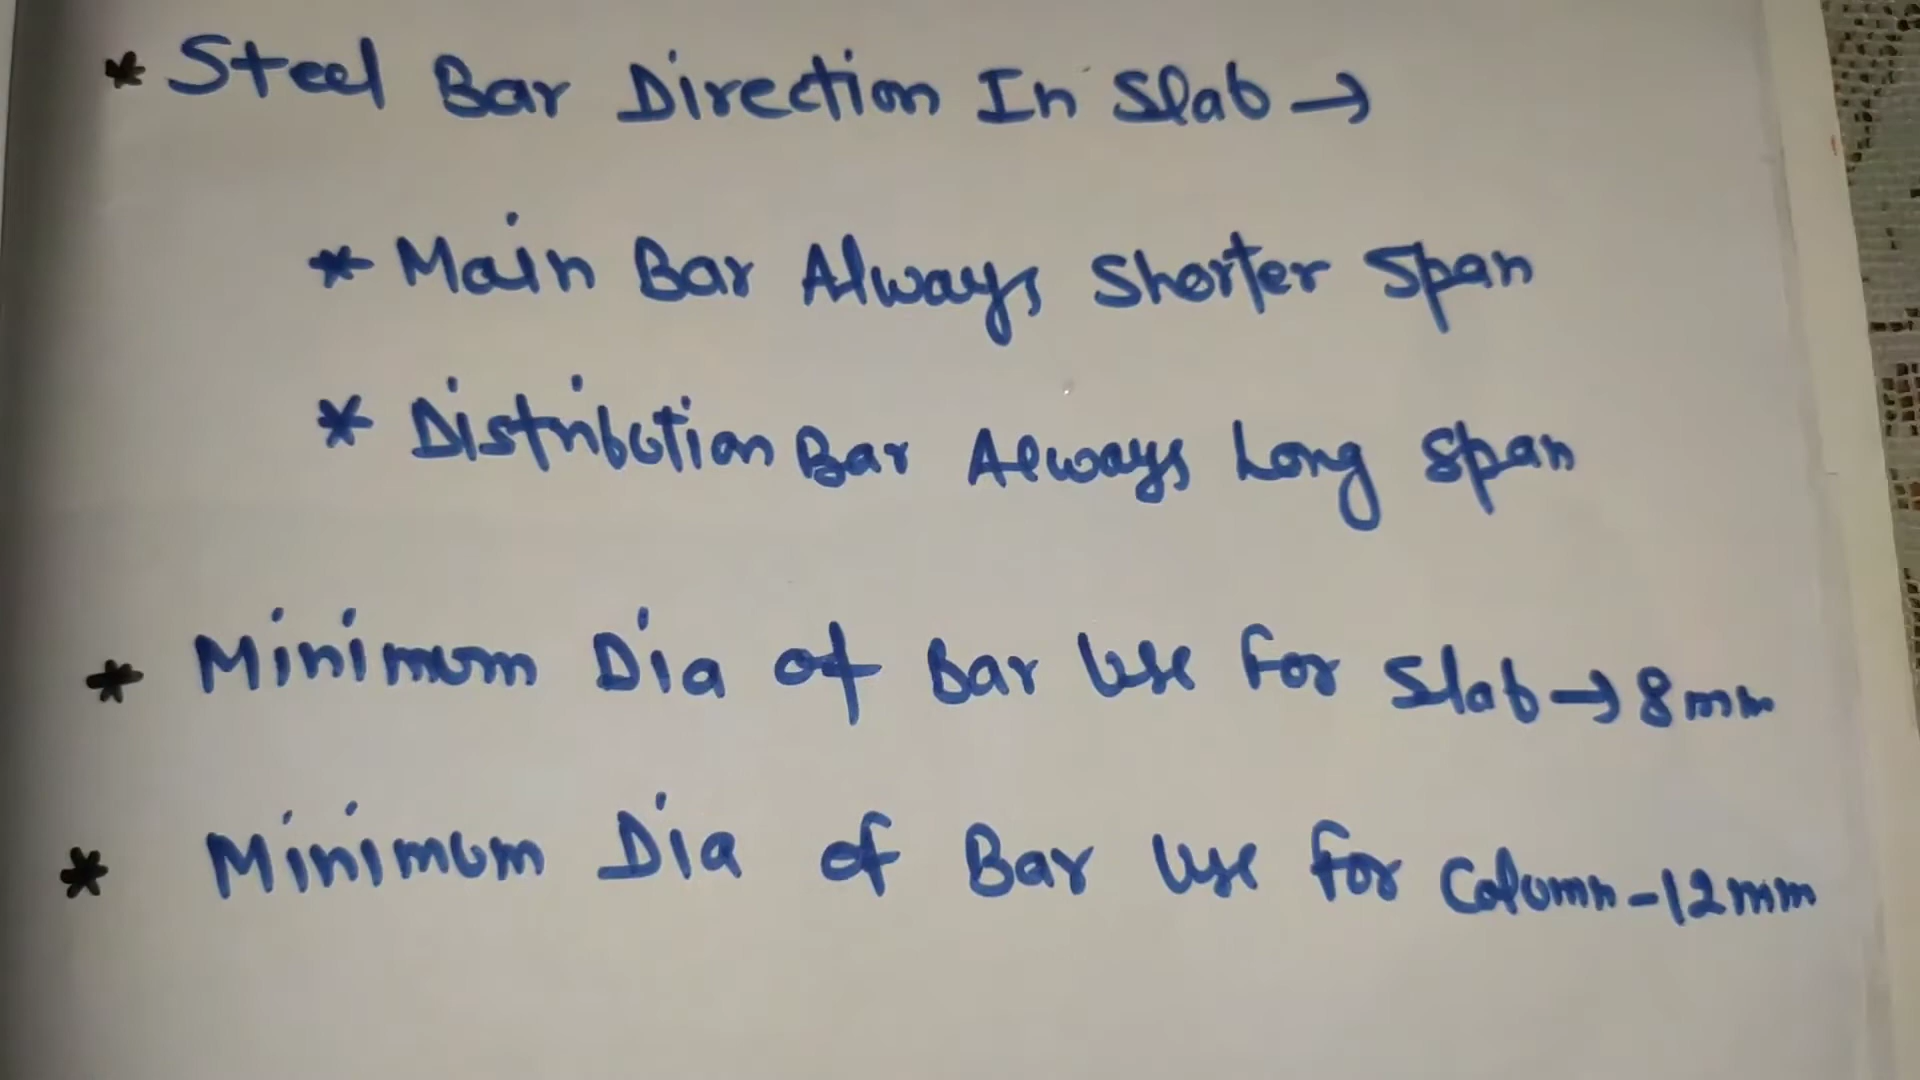 * Steel Bar Direction In Slab →
* Main Bar Always Shorter Span
* Distribution Bar Always Long Span
* Minimum Dia of Bar Use For Slab → 8mm
* Minimum Dia of Bar Use For Column - 12mm